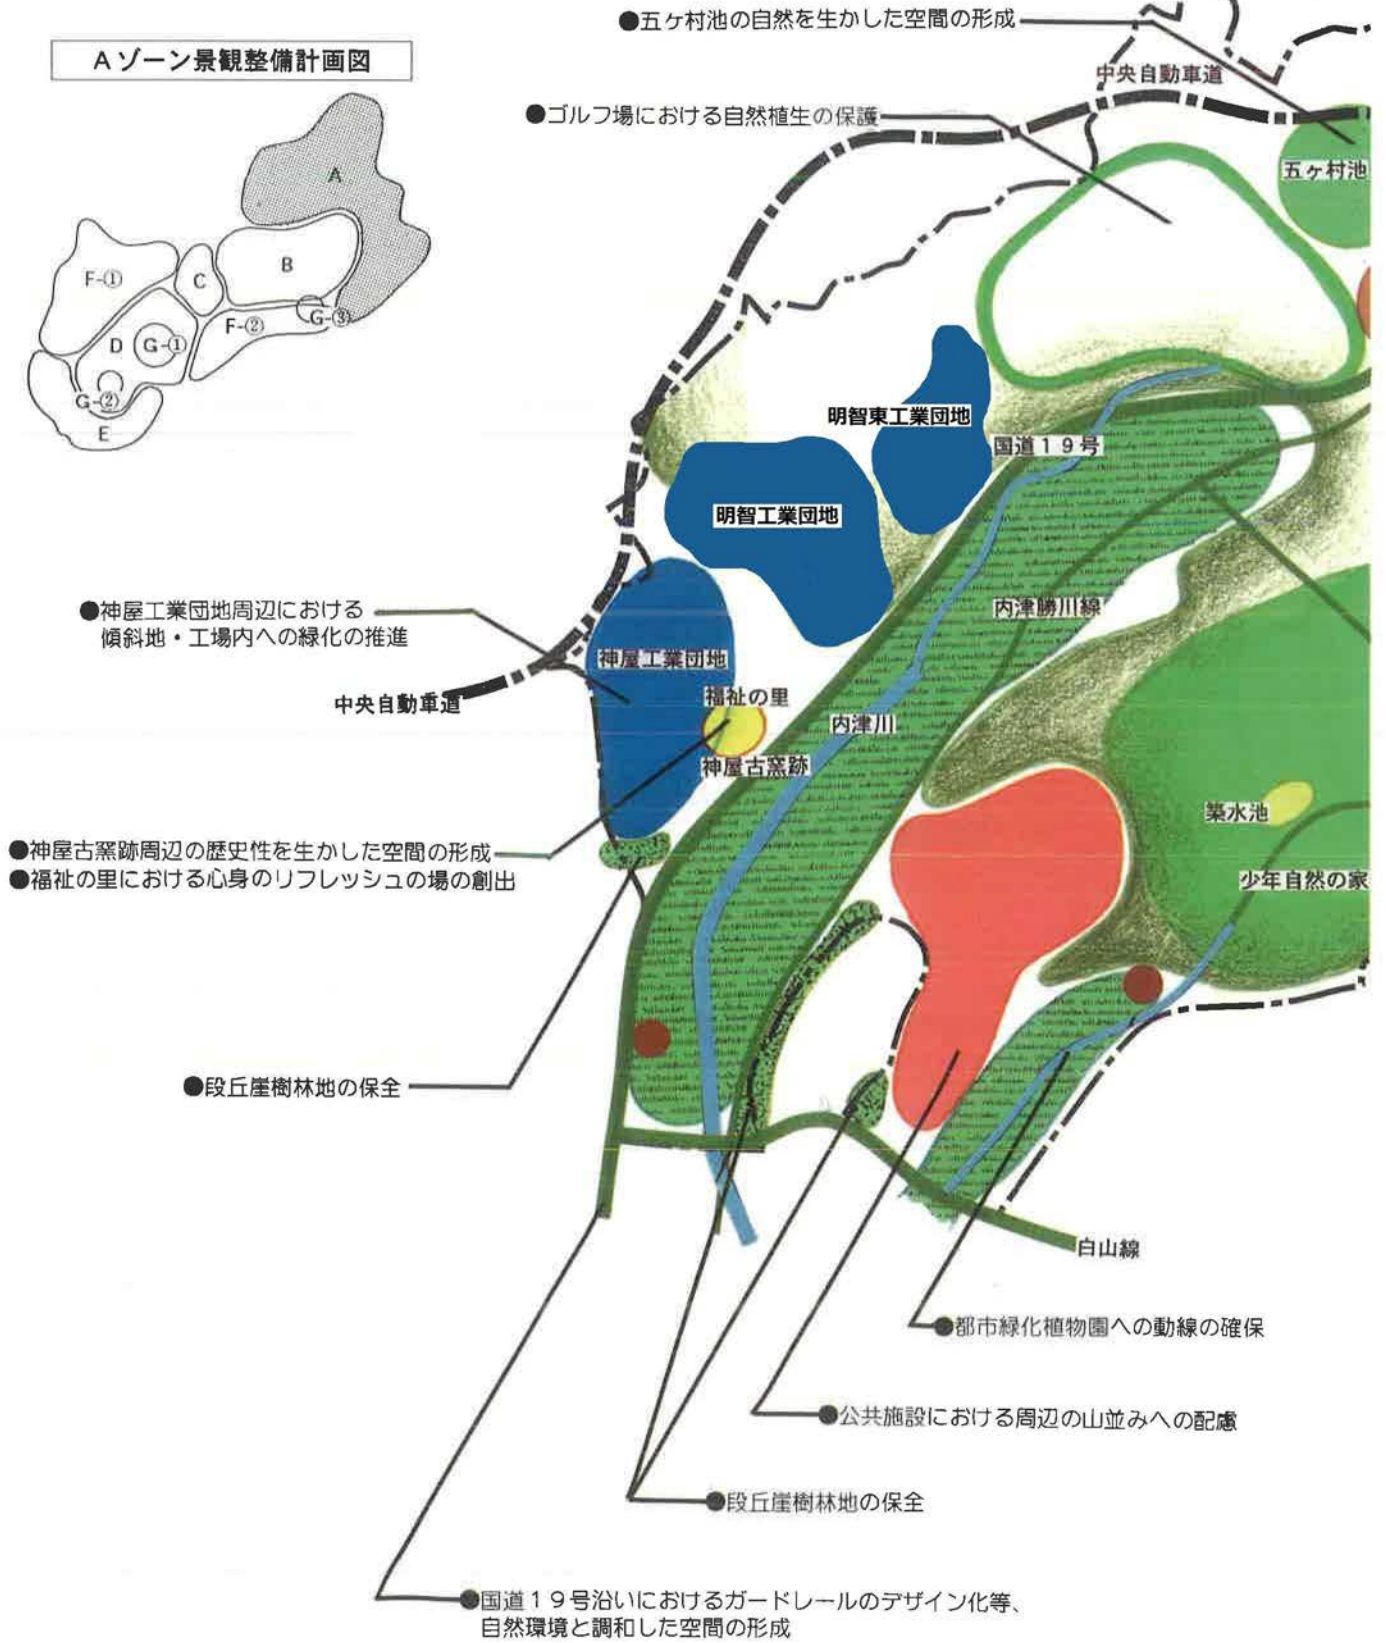 ●五ヶ村池の自然を生かした空間の形成
Aゾーン景観整備計画図
中央自動車道
●ゴルフ場における自然植生の保護
五ヶ村池
A
B
C
F-①
F-②
G-③
D
G-①
G-②
E
明智東工業団地
国道19号
明智工業団地
●神屋工業団地周辺における
傾斜地・工場内への緑化の推進
内津勝川線
神屋工業団地
福祉の里
中央自動車道
内津川
神屋古窯跡
築水池
●神屋古窯跡周辺の歴史性を生かした空間の形成
●福祉の里における心身のリフレッシュの場の創出
少年自然の家
●段丘崖樹林地の保全
白山線
●都市緑化植物園への動線の確保
●公共施設における周辺の山並みへの配慮
●段丘崖樹林地の保全
●国道19号沿いにおけるガードレールのデザイン化等、
自然環境と調和した空間の形成